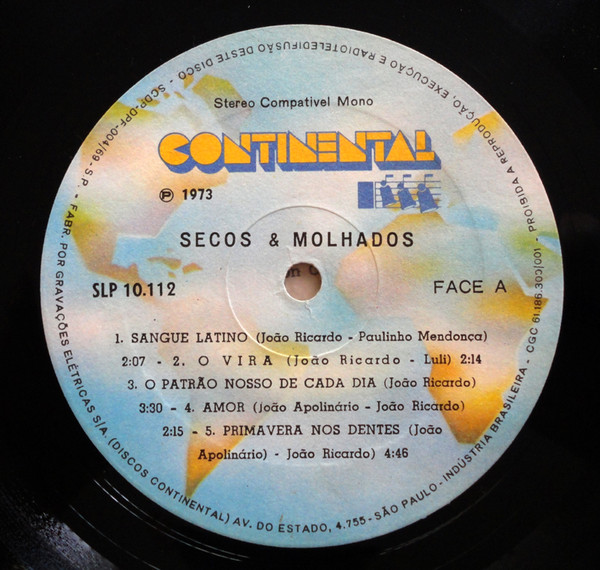 Stereo Compativel Mono
CONTINENTAL
℗ 1973
SECOS & MOLHADOS
SLP 10.112
FACE A
1. SANGUE LATINO (João Ricardo - Paulinho Mendonça)
2:07 - 2. O VIRA (João Ricardo - Luli) 2:14
3. O PATRÃO NOSSO DE CADA DIA (João Ricardo)
3:30 - 4. AMOR (João Apolinário - João Ricardo)
2:15 - 5. PRIMAVERA NOS DENTES (João
Apolinário) - João Ricardo) 4:46
SCDP-DPF-004/69-S.P. - FABR. POR GRAVAÇÕES ELÉTRICAS S/A. (DISCOS CONTINENTAL) AV. DO ESTADO, 4.755 - SÃO PAULO - INDÚSTRIA BRASILEIRA - CGC 61.186.300/001 - PROIBIDA A REPRODUÇÃO, EXECUÇÃO E RADIOTELEDIFUSÃO DESTE DISCO -